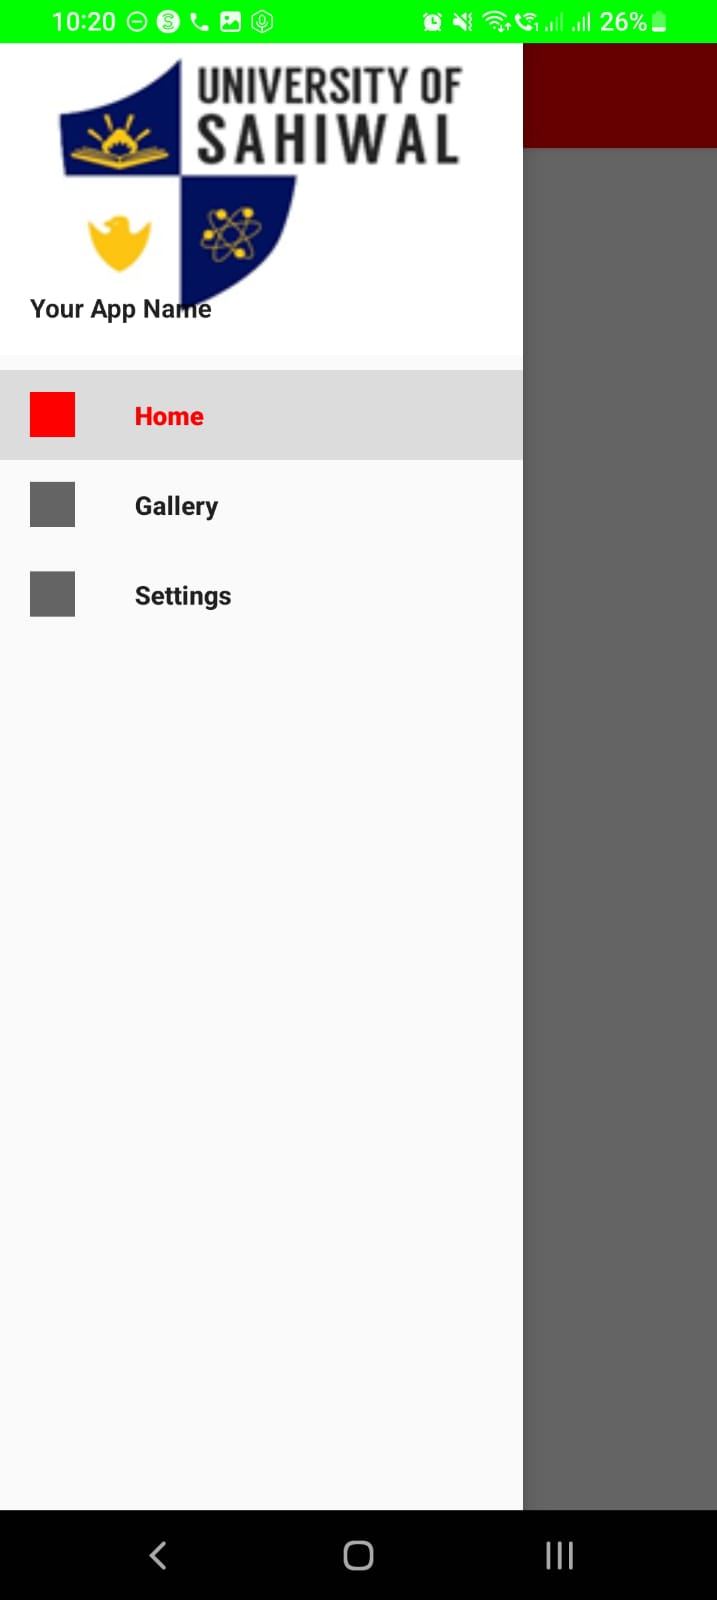 10:20
26%
UNIVERSITY OF
SAHIWAL
Your App Name
Home
Gallery
Settings